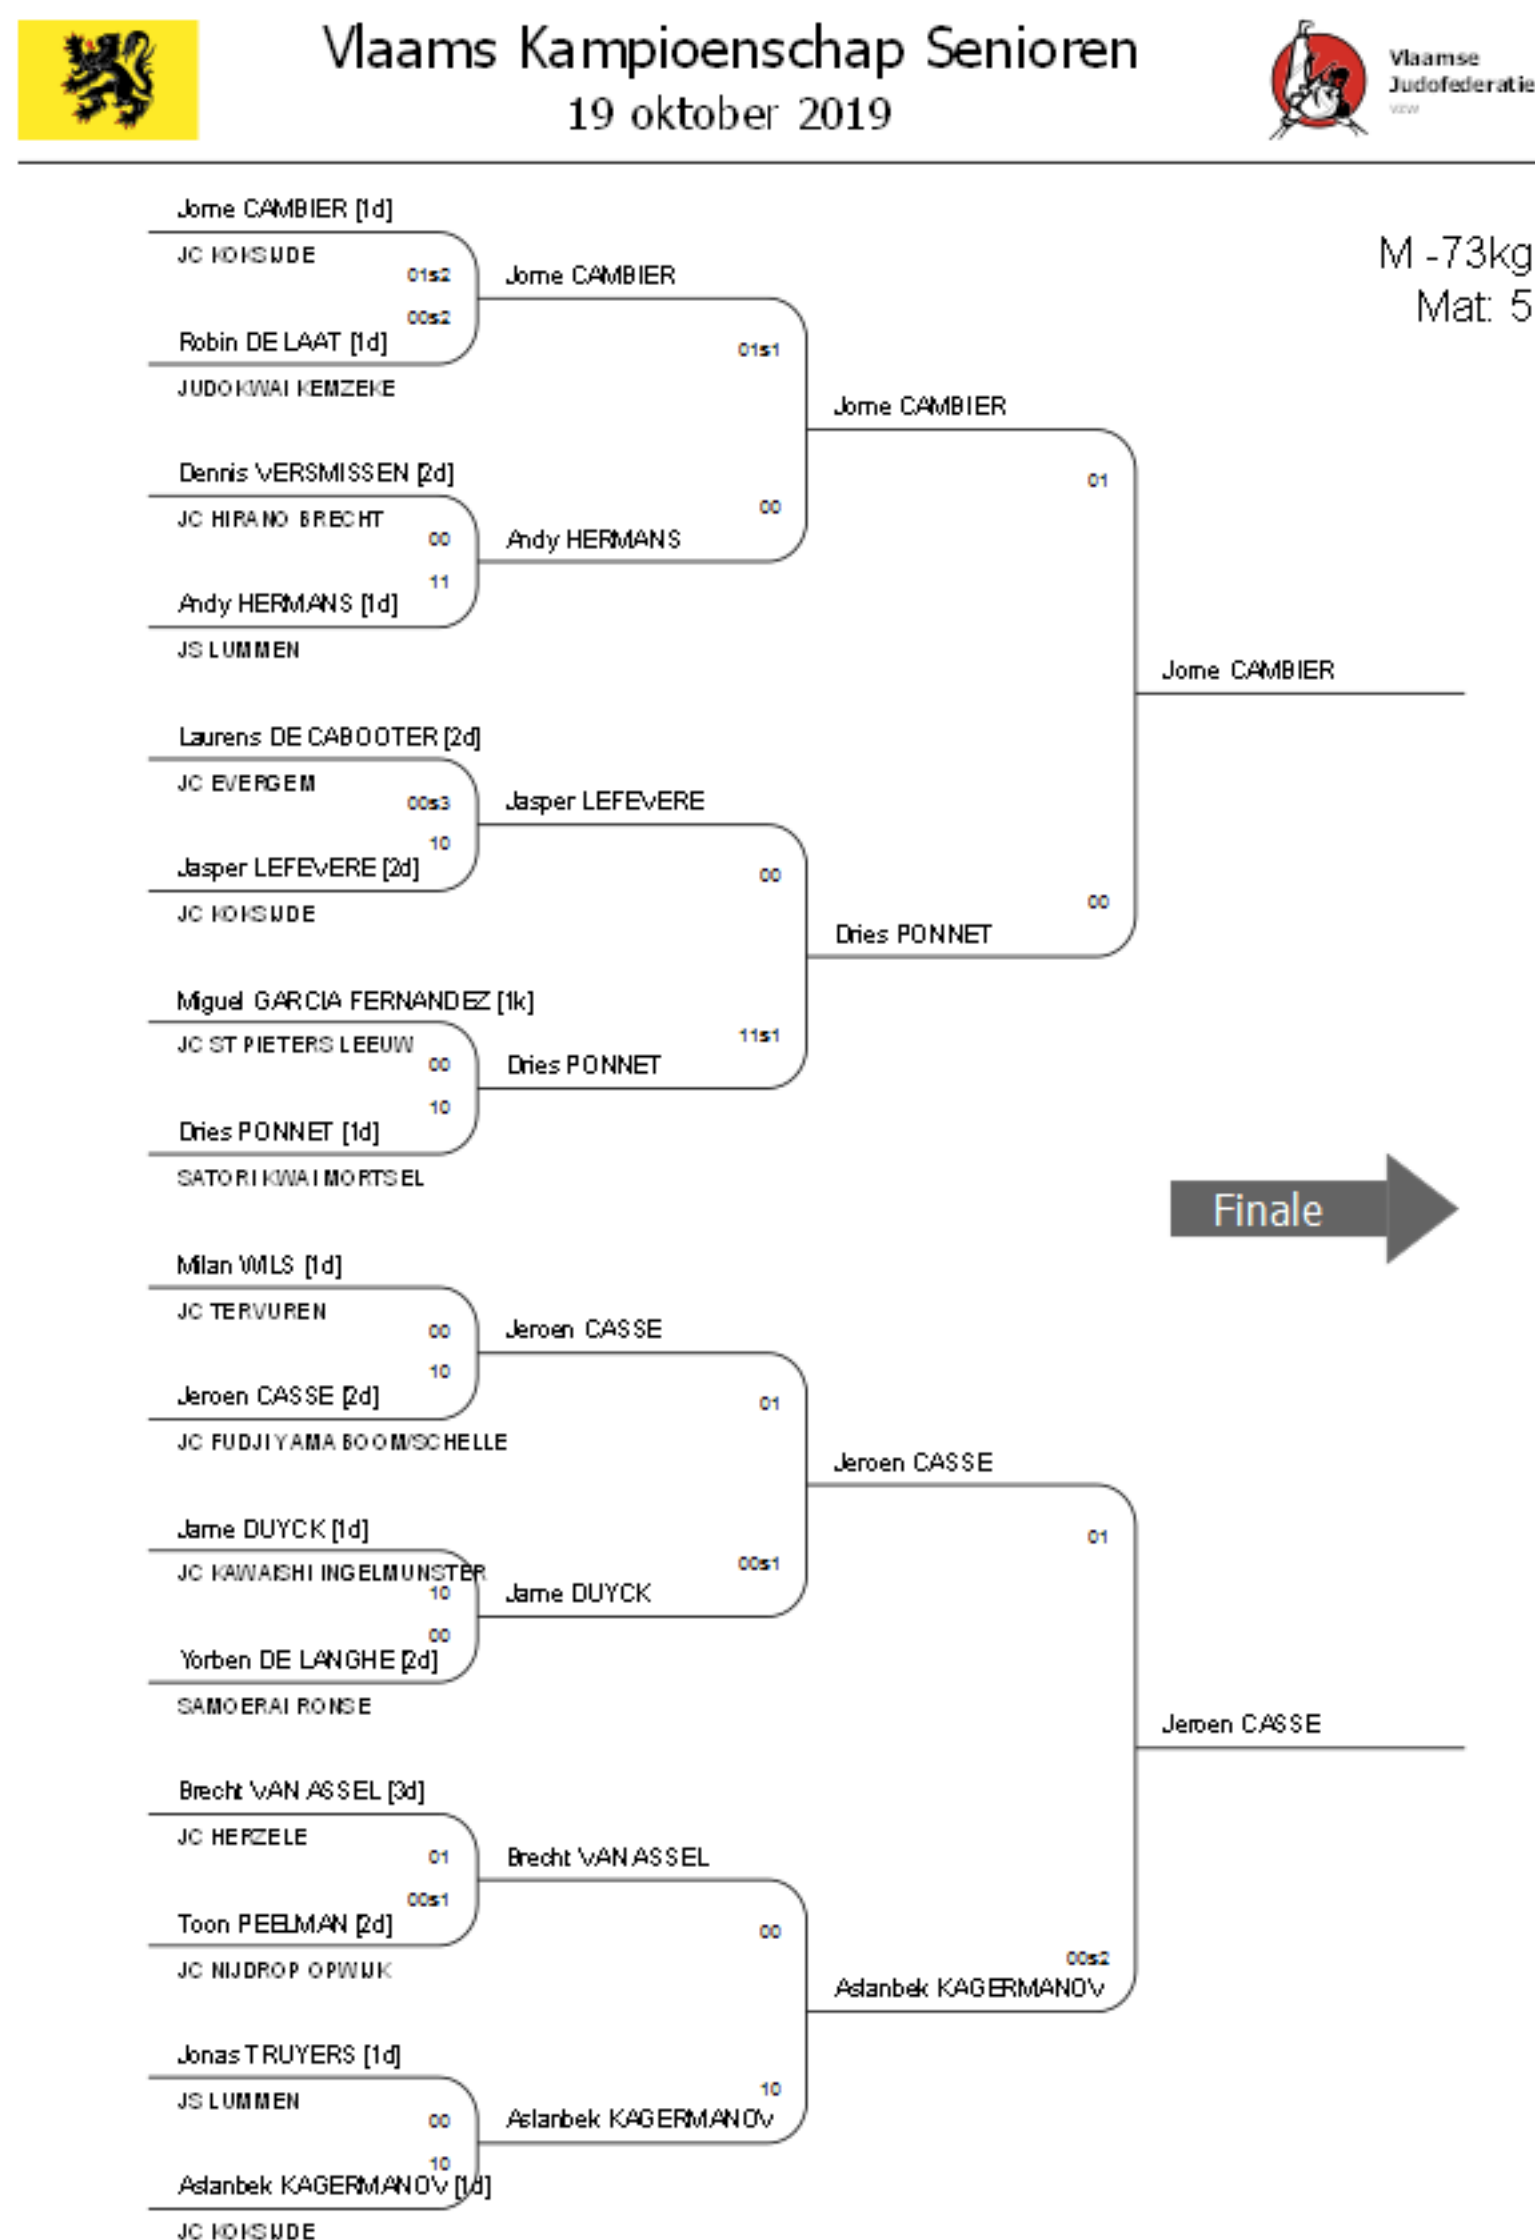 Vlaams Kampioenschap Senioren
19 oktober 2019
Vlaamse
Judofederatie
vzw
M -73kg
Mat: 5
Jorne CAMBIER [1d]
JC KOKSIJDE
01s2
Jorne CAMBIER
00s2
Robin DE LAAT [1d]
JUDOKWAI KEMZEKE
01s1
Jorne CAMBIER
Dennis VERSMISSEN [2d]
JC HIRANO BRECHT
00
Andy HERMANS
00
11
Andy HERMANS [1d]
JS LUMMEN
01
Jorne CAMBIER
Laurens DE CABOOTER [2d]
JC EVERGEM
00s3
Jasper LEFEVERE
10
Jasper LEFEVERE [2d]
JC KOKSIJDE
00
00
Dries PONNET
Miguel GARCIA FERNANDEZ [1k]
JC ST PIETERS LEEUW
00
Dries PONNET
11s1
10
Dries PONNET [1d]
SATORI KWAI MORTSEL
Finale
Milan WILS [1d]
JC TERVUREN
00
Jeroen CASSE
10
Jeroen CASSE [2d]
JC FUDJIYAMA BOOM/SCHELLE
01
Jeroen CASSE
Jarne DUYCK [1d]
JC KAWAISHI INGELMUNSTER
10
Jarne DUYCK
00s1
00
Yorben DE LANGHE [2d]
SAMOERAI RONSE
01
Jeroen CASSE
Brecht VAN ASSEL [3d]
JC HERZELE
01
Brecht VAN ASSEL
00s1
Toon PEELMAN [2d]
JC NIJDROP OPWIJK
00
00s2
Aslanbek KAGERMANOV
Jonas TRUYERS [1d]
JS LUMMEN
00
10
Aslanbek KAGERMANOV
10
Aslanbek KAGERMANOV [1d]
JC KOKSIJDE